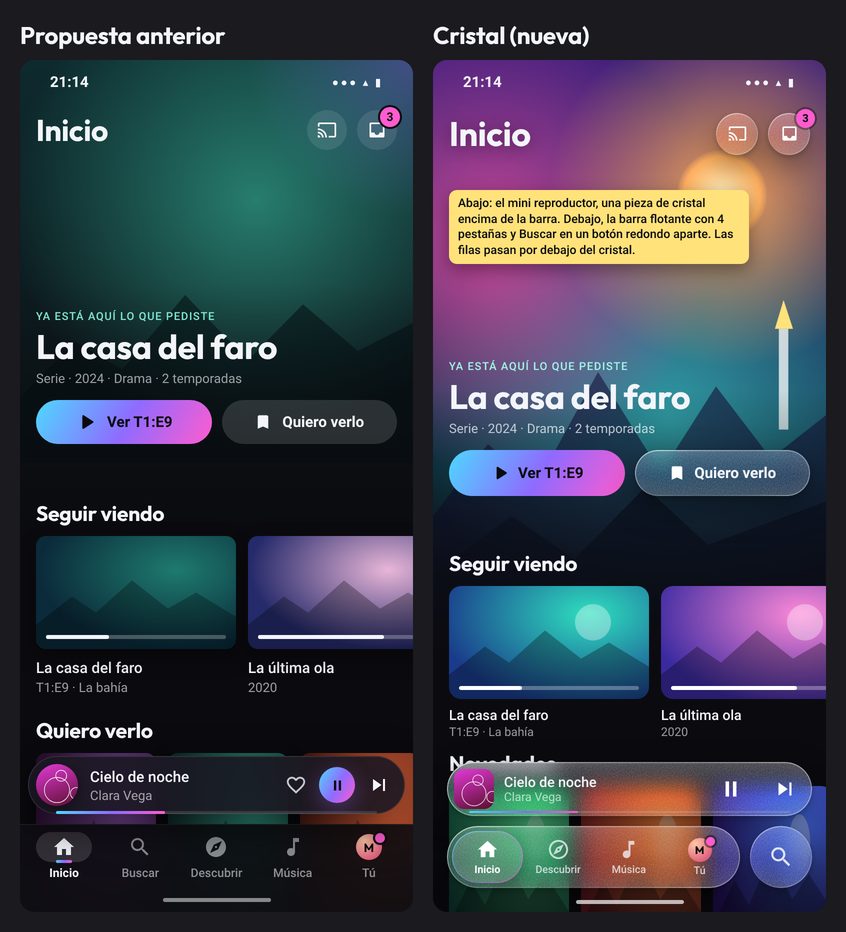 Propuesta anterior
21:14
Inicio
3
YA ESTÁ AQUÍ LO QUE PEDISTE
La casa del faro
Serie · 2024 · Drama · 2 temporadas
Ver T1:E9
Quiero verlo
Seguir viendo
La casa del faro
T1:E9 · La bahía
La última ola
2020
Quiero verlo
Cielo de noche
Clara Vega
M
Inicio
Buscar
Descubrir
Música
Tú
Cristal (nueva)
21:14
Inicio
3
Abajo: el mini reproductor, una pieza de cristal
encima de la barra. Debajo, la barra flotante con 4
pestañas y Buscar en un botón redondo aparte. Las
filas pasan por debajo del cristal.
YA ESTÁ AQUÍ LO QUE PEDISTE
La casa del faro
Serie · 2024 · Drama · 2 temporadas
Ver T1:E9
Quiero verlo
Seguir viendo
La casa del faro
T1:E9 · La bahía
La última ola
2020
Novedades
Cielo de noche
Clara Vega
M
Inicio
Descubrir
Música
Tú